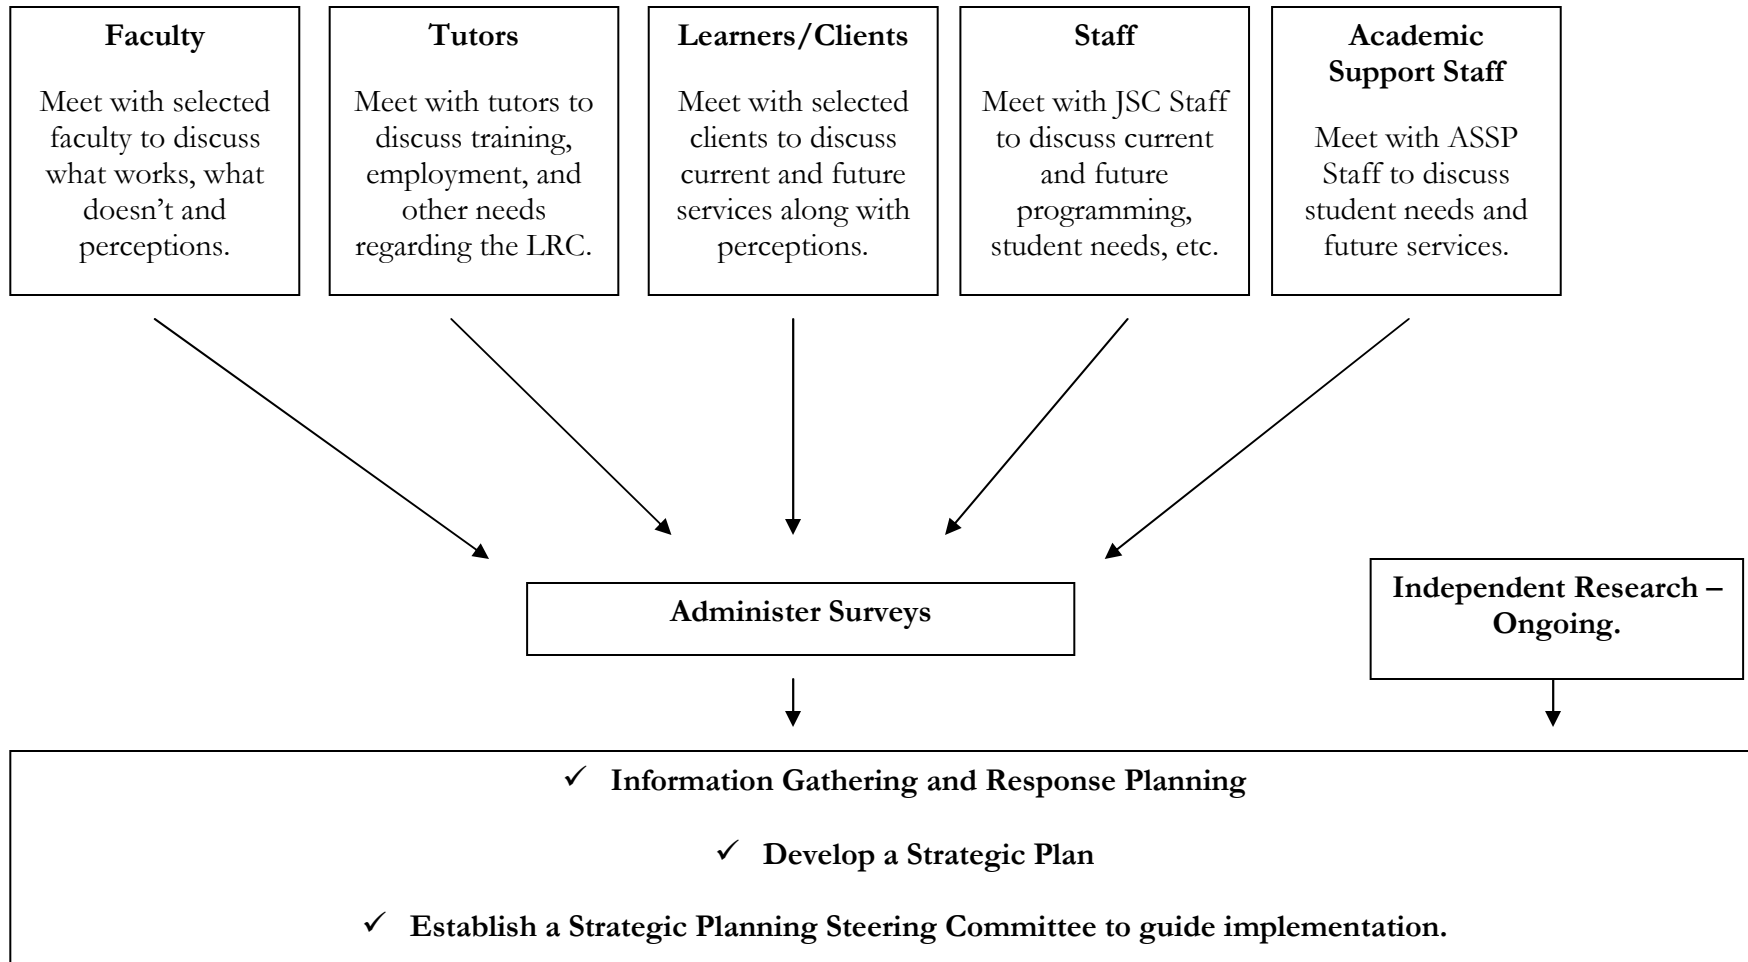 Faculty
Meet with selected
faculty to discuss
what works, what
doesn’t and
perceptions.
Tutors
Meet with tutors to
discuss training,
employment, and
other needs
regarding the LRC.
Learners/Clients
Meet with selected
clients to discuss
current and future
services along with
perceptions.
Staff
Meet with JSC Staff
to discuss current
and future
programming,
student needs, etc.
Academic
Support Staff
Meet with ASSP
Staff to discuss
student needs and
future services.
Administer Surveys
Independent Research –
Ongoing.
✓ Information Gathering and Response Planning
✓ Develop a Strategic Plan
✓ Establish a Strategic Planning Steering Committee to guide implementation.